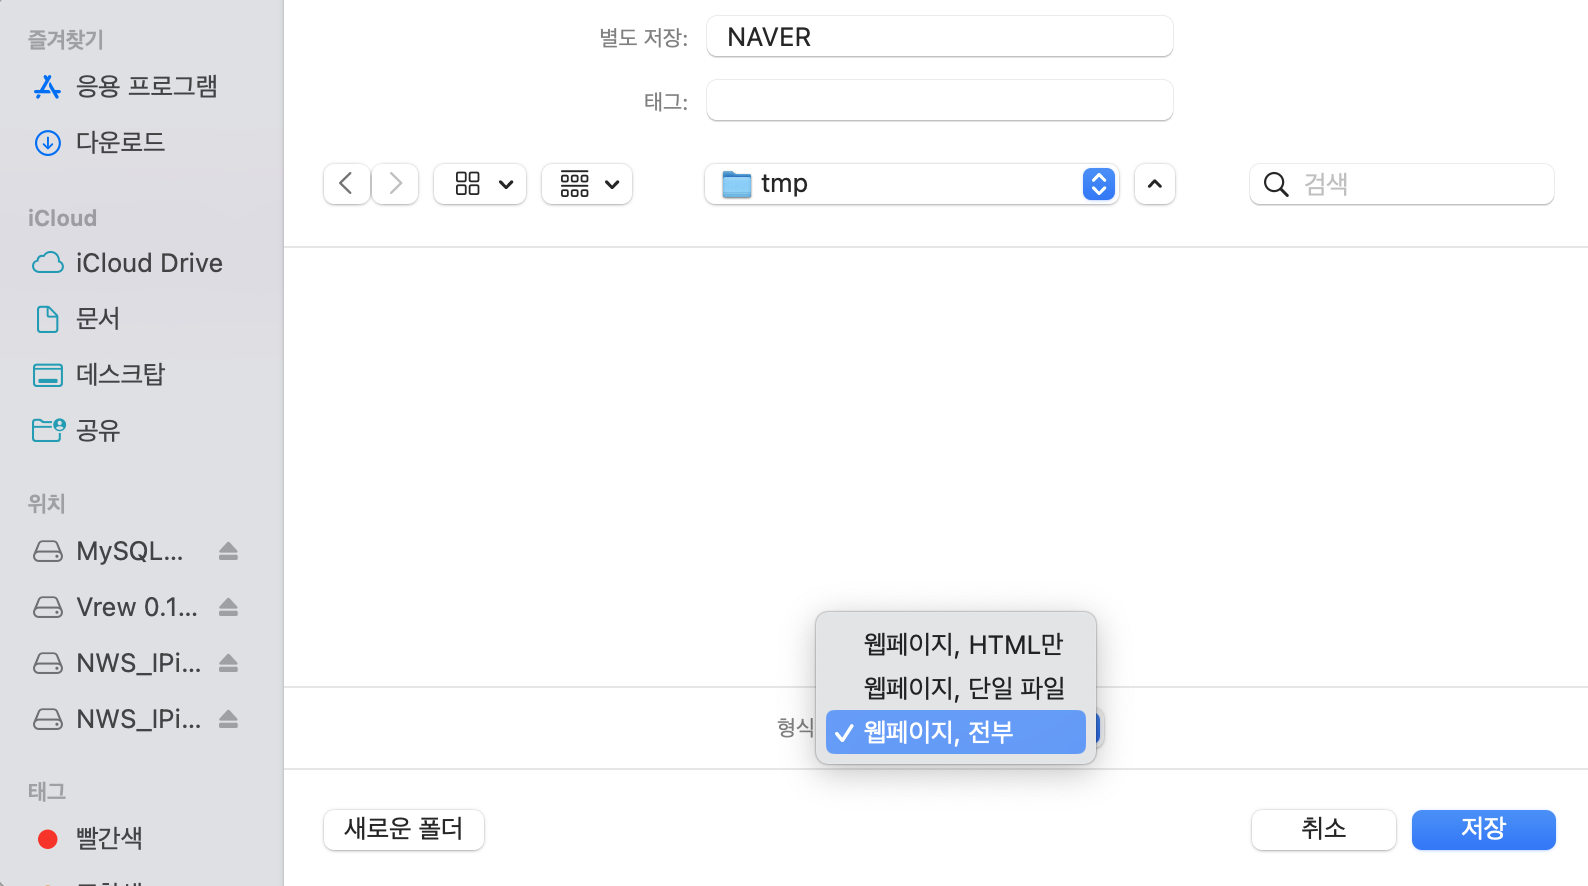 즐겨찾기
응용 프로그램
다운로드
iCloud
iCloud Drive
문서
데스크탑
공유
위치
MySQL...
Vrew 0.1...
NWS_IPi...
NWS_IPi...
태그
빨간색
별도 저장: NAVER
태그:
tmp
검색
웹페이지, HTML만
웹페이지, 단일 파일
형식
✓ 웹페이지, 전부
새로운 폴더
취소
저장